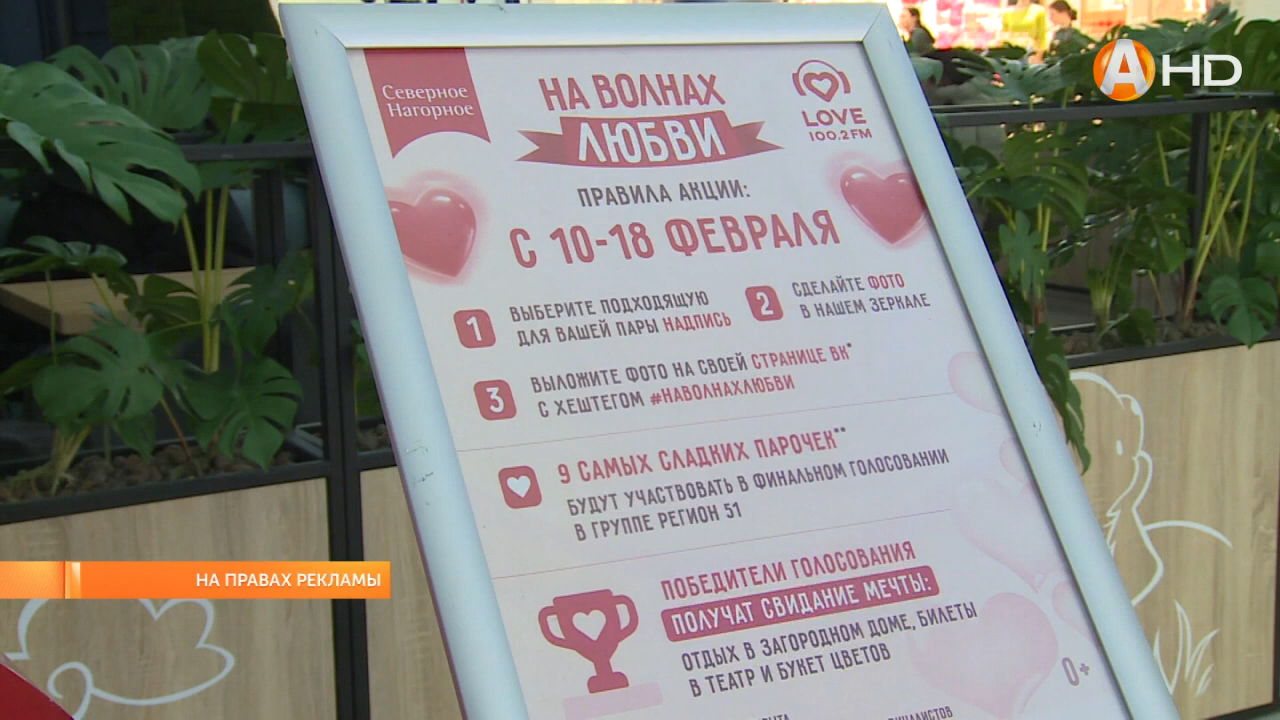 Северное
Нагорное
НА ВОЛНАХ
ЛЮБВИ
LOVE
100,2 FM
ПРАВИЛА АКЦИИ:
С 10-18 ФЕВРАЛЯ
1
ВЫБЕРИТЕ ПОДХОДЯЩУЮ
ДЛЯ ВАШЕЙ ПАРЫ НАДПИСЬ
2
СДЕЛАЙТЕ ФОТО
В НАШЕМ ЗЕРКАЛЕ
3
ВЫЛОЖИТЕ ФОТО НА СВОЕЙ СТРАНИЦЕ ВК*
С ХЕШТЕГОМ #НАВОЛНАХЛЮБВИ
9 САМЫХ СЛАДКИХ ПАРОЧЕК**
БУДУТ УЧАСТВОВАТЬ В ФИНАЛЬНОМ ГОЛОСОВАНИИ
В ГРУППЕ РЕГИОН 51
ПОБЕДИТЕЛИ ГОЛОСОВАНИЯ
ПОЛУЧАТ СВИДАНИЕ МЕЧТЫ:
ОТДЫХ В ЗАГОРОДНОМ ДОМЕ, БИЛЕТЫ
В ТЕАТР И БУКЕТ ЦВЕТОВ
0+
А HD
НА ПРАВАХ РЕКЛАМЫ